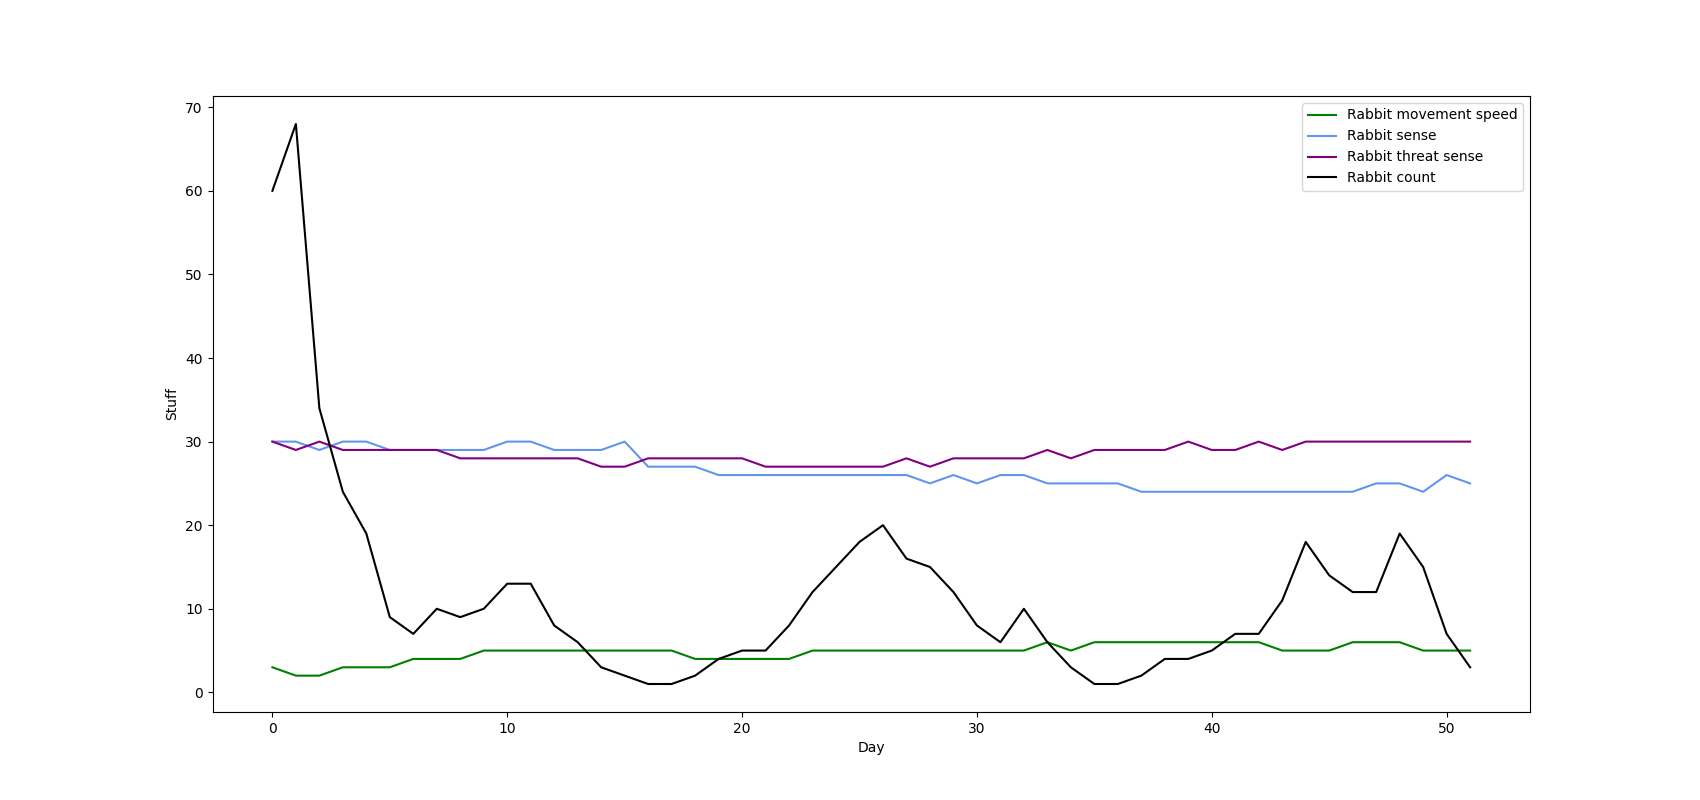 Rabbit movement speed
Rabbit sense
Rabbit threat sense
Rabbit count
70
60
50
40
30
20
10
0
Stuff
0 10 20 30 40 50
Day